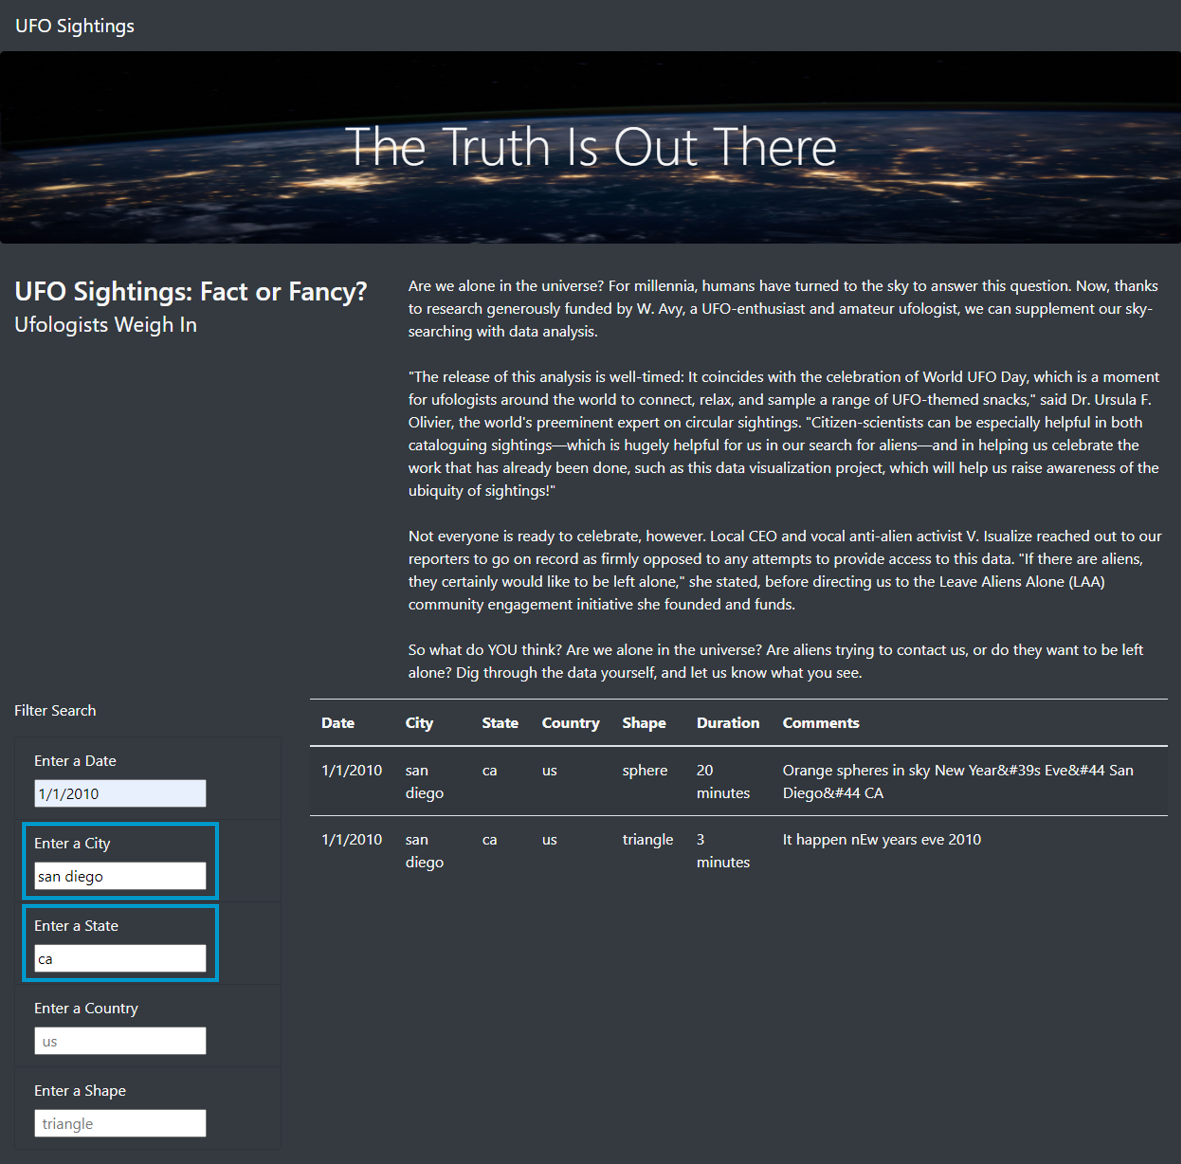 UFO Sightings
The Truth Is Out There
UFO Sightings: Fact or Fancy?
Ufologists Weigh In
Are we alone in the universe? For millennia, humans have turned to the sky to answer this question. Now, thanks
to research generously funded by W. Avy, a UFO-enthusiast and amateur ufologist, we can supplement our sky-
searching with data analysis.
"The release of this analysis is well-timed: It coincides with the celebration of World UFO Day, which is a moment
for ufologists around the world to connect, relax, and sample a range of UFO-themed snacks," said Dr. Ursula F.
Olivier, the world's preeminent expert on circular sightings. "Citizen-scientists can be especially helpful in both
cataloguing sightings—which is hugely helpful for us in our search for aliens—and in helping us celebrate the
work that has already been done, such as this data visualization project, which will help us raise awareness of the
ubiquity of sightings!"
Not everyone is ready to celebrate, however. Local CEO and vocal anti-alien activist V. Isualize reached out to our
reporters to go on record as firmly opposed to any attempts to provide access to this data. "If there are aliens,
they certainly would like to be left alone," she stated, before directing us to the Leave Aliens Alone (LAA)
community engagement initiative she founded and funds.
So what do YOU think? Are we alone in the universe? Are aliens trying to contact us, or do they want to be left
alone? Dig through the data yourself, and let us know what you see.
Filter Search
Enter a Date
1/1/2010
Enter a City
san diego
Enter a State
ca
Enter a Country
us
Enter a Shape
triangle
Date City State Country Shape Duration Comments
1/1/2010 san ca us sphere 20 Orange spheres in sky New Year&#39s Eve&#44 San
diego minutes Diego&#44 CA
1/1/2010 san ca us triangle 3 It happen nEw years eve 2010
diego minutes